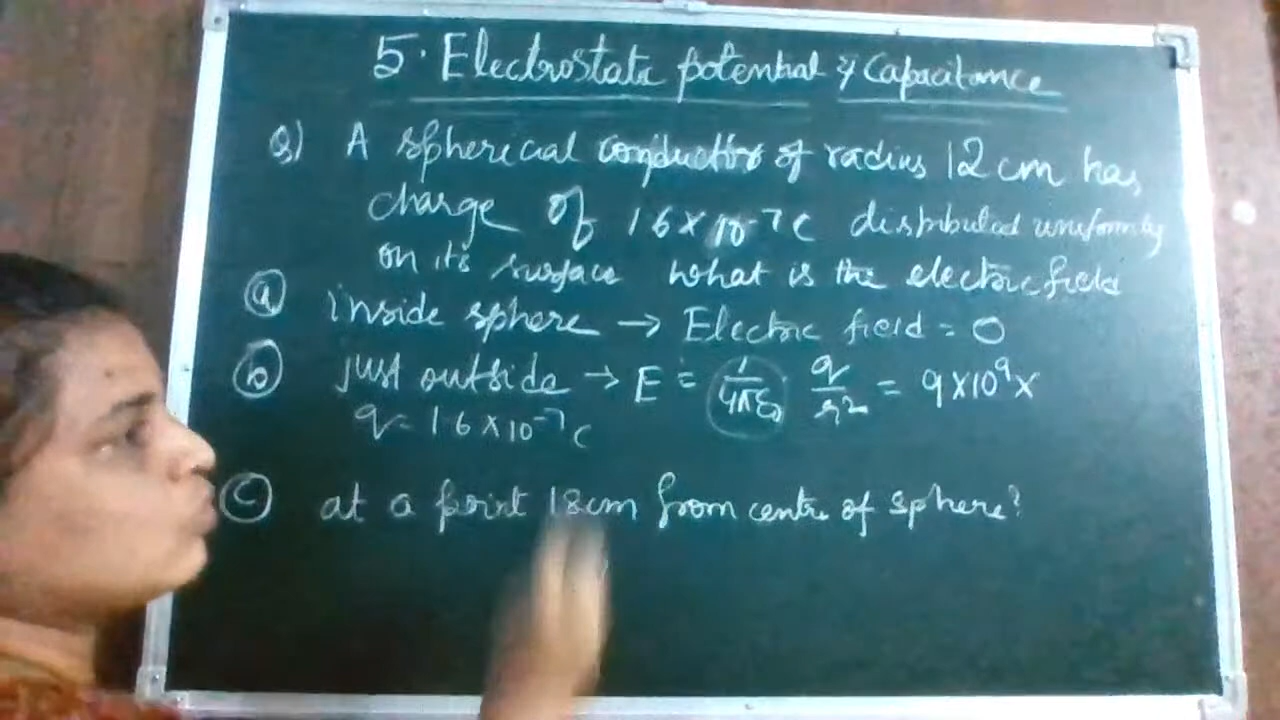 5. Electrostatic potential & Capacitance
Q) A spherical conductor of radius 12 cm has
charge of 1.6 × 10⁻⁷ C distributed uniformly
on its surface what is the electric field
(a) inside sphere → Electric field = 0
(b) just outside → E = 1/4πε₀ q/r² = 9×10⁹ ×
q = 1.6 × 10⁻⁷ C
(c) at a point 18cm from centre of sphere?